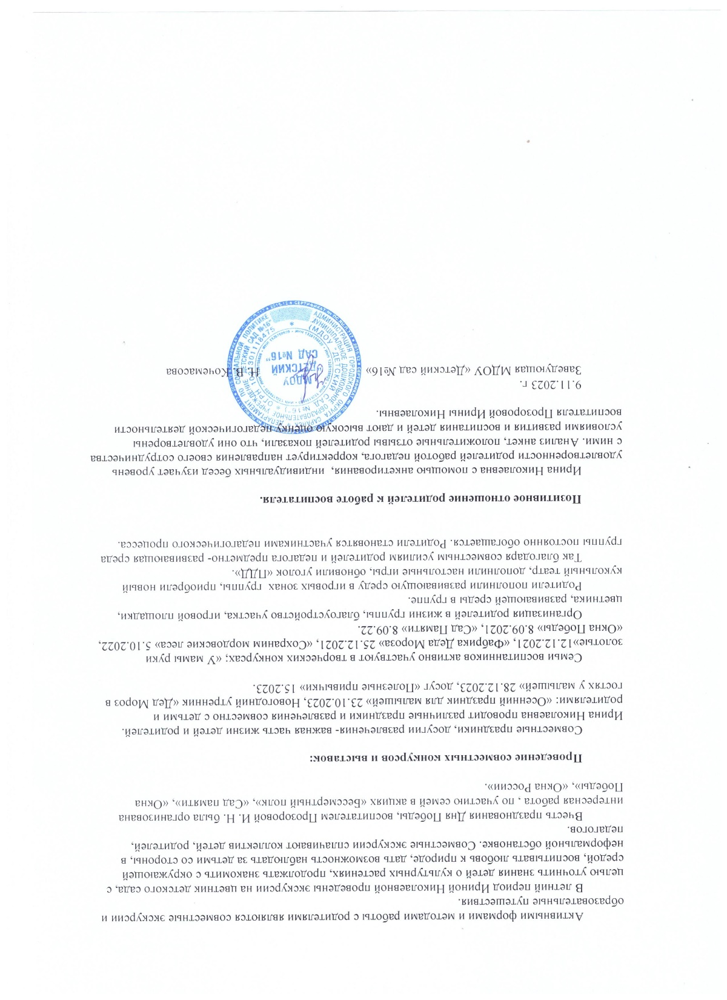 Активными формами и методами работы с родителями являются совместные экскурсии и
образовательные путешествия.
В летний период Ириной Николаевной проведены экскурсии на цветник детского сада, с
целью уточнить знания детей о культурных растениях, продолжать знакомить с окружающей
средой, воспитывать любовь к природе, дать возможность наблюдать за детьми со стороны, в
неформальной обстановке. Совместные экскурсии сплачивают коллектив детей, родителей,
педагогов.
Вчесть празднования Дня Победы, воспитателем Прозоровой И. Н. была организована
интересная работа , по участию семей в акциях «Бессмертный полк», «Сад памяти», «Окна
Победы», «Окна России».
Проведение совместных конкурсов и выставок:
Совместные праздники, досугии развлечения- важная часть жизни детей и родителей.
Ирина Николаевна проводит различные праздники и развлечения совместно с детьми и
родителями: «Осенний праздник для малышей» 23.10.2023, Новогодний утренник «Дед Мороз в
гостях у малышей» 28.12.2023, досуг «Полезные привычки» 15.2023.
Семьи воспитанников активно участвуют в творческих конкурсах; «У мамы руки
золотые»12.12.2021, «Фабрика Деда Мороза» 25.12.2021, «Сохраним мордовские леса» 5.10.2022,
«Окна Победы» 8.09.2021, «Сад Памяти» 8.09.22.
Организация родителей в жизни группы, благоустройство участка, игровой площадки,
цветника, развивающей среды в группе.
Родители пополнили развивающую среду в игровых зонах группы, приобрели новый
кукольный театр, дополнили настольные игры, обновили уголок «ПДД».
Так благодаря совместным усилиям родителей и педагога предметно- развивающая среда
группы постоянно обогащается. Родители становятся участниками педагогического процесса.
Позитивное отношение родителей к работе воспитателя.
Ирина Николаевна с помощью анкетирования, индивидуальных бесед изучает уровень
удовлетворенности родителей работой педагога, корректирует направления своего сотрудничества
с ними. Анализ анкет, положительные отзывы родителей показали, что они удовлетворены
условиями развития и воспитания детей и дают высокую оценку педагогической деятельности
воспитателя Прозоровой Ирины Николаевны.
9.11.2023 г.
Заведующая МДОУ «Детский сад №16» Н.В. Кочемасова
МДОУ
"ДЕТСКИЙ
САД №16"